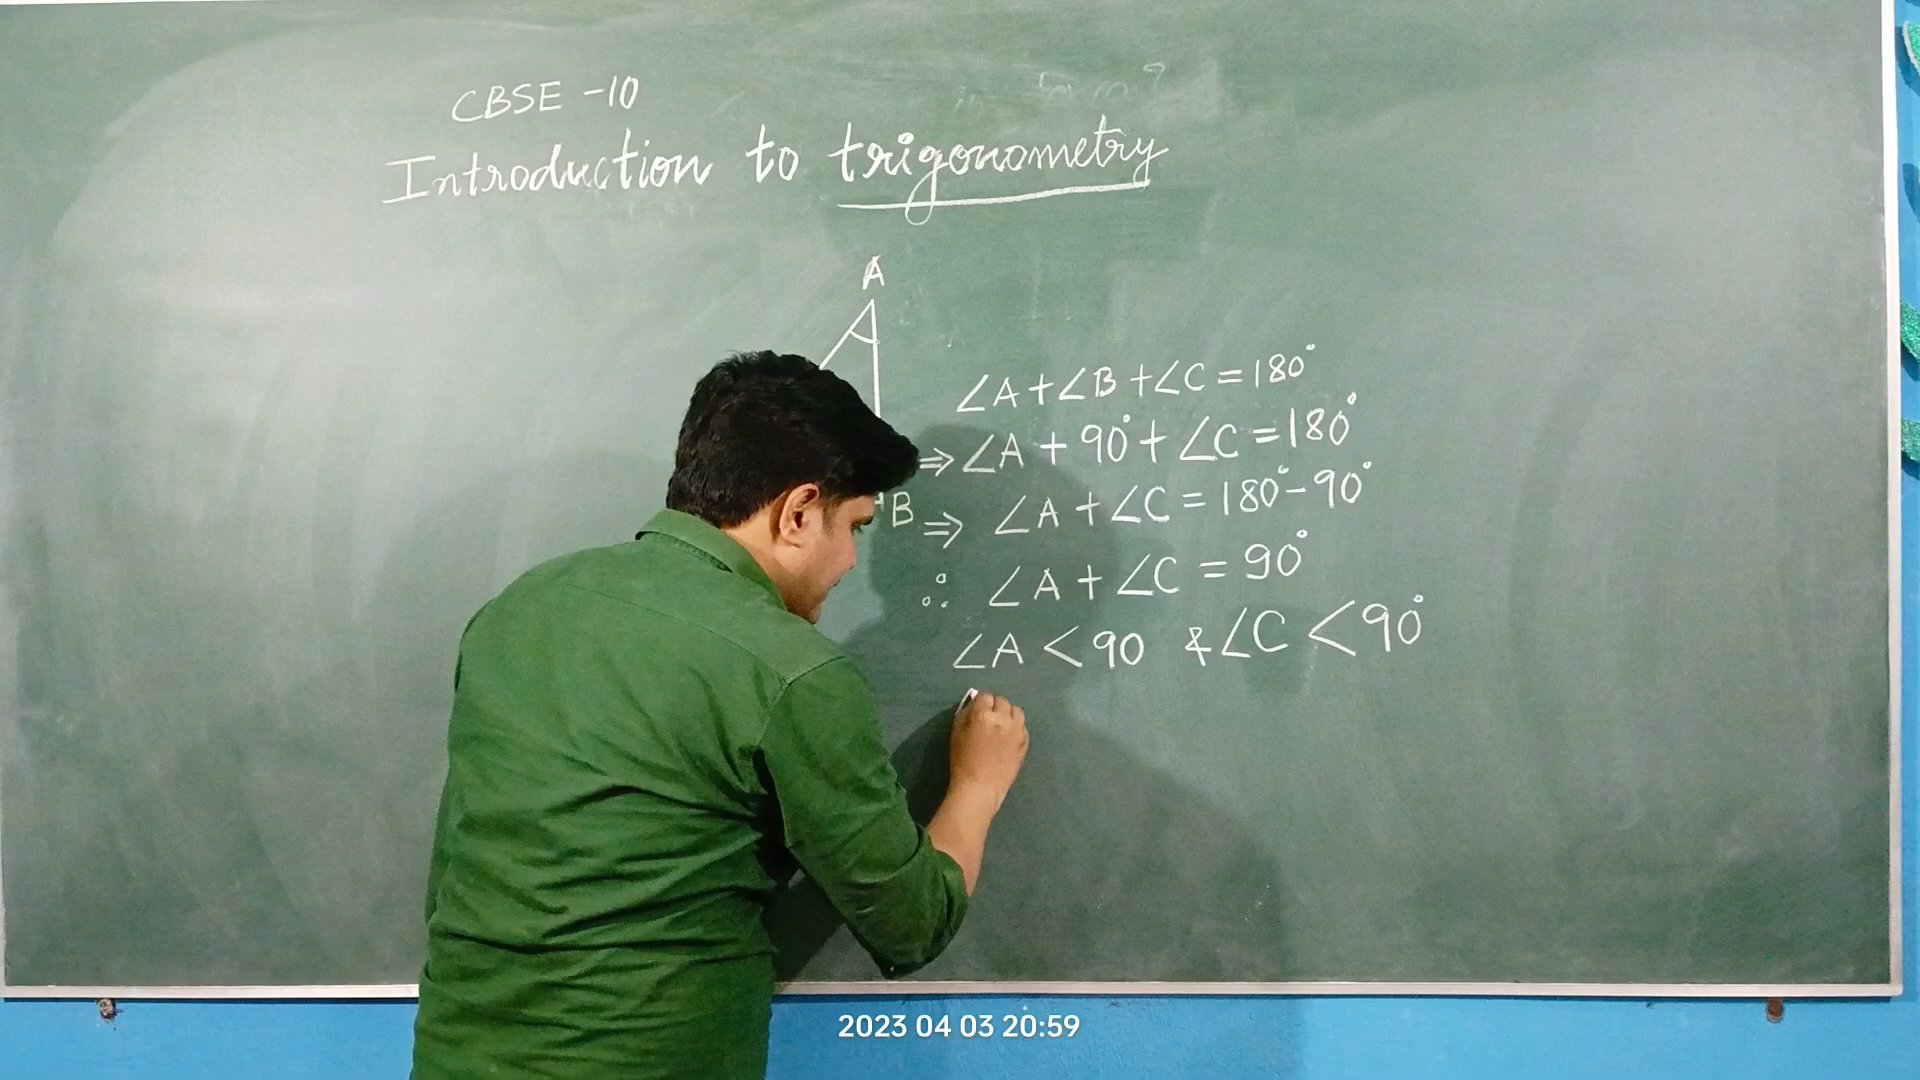 CBSE -10
Introduction to trigonometry
A
∠A+∠B+∠C=180°
⇒∠A+90°+∠C=180°
B
⇒ ∠A+∠C=180°-90°
∴ ∠A+∠C=90°
∠A<90 &∠C<90°
2023 04 03 20:59